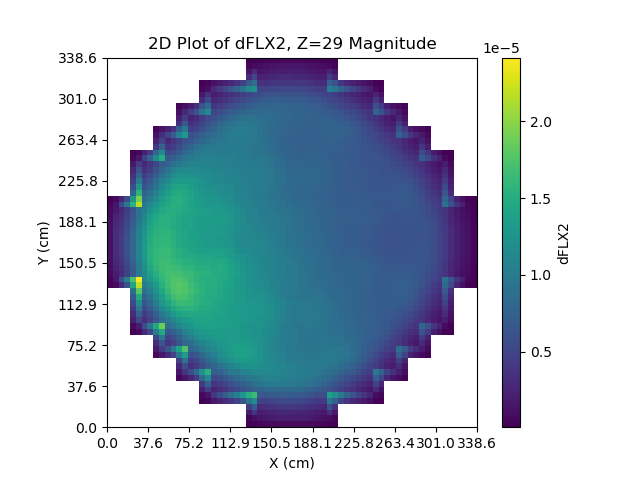 2D Plot of dFLX2, Z=29 Magnitude
1e−5
338.6
301.0
263.4
225.8
188.1
150.5
112.9
75.2
37.6
0.0
Y (cm)
0.0 37.6 75.2 112.9 150.5 188.1 225.8 263.4 301.0 338.6
X (cm)
2.0
1.5
1.0
0.5
dFLX2